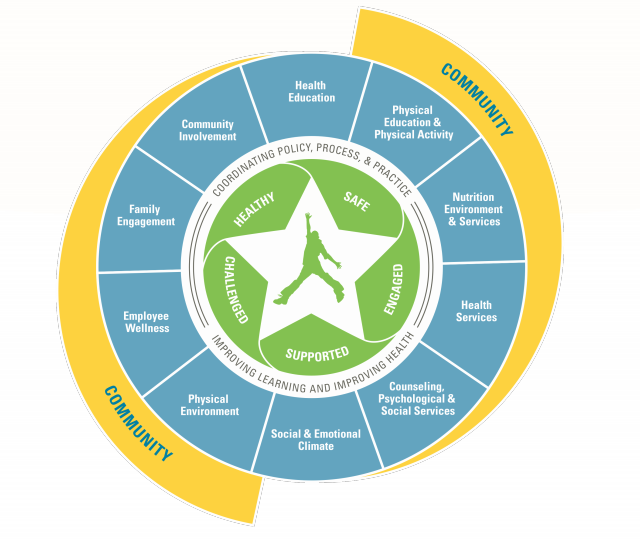 COMMUNITY
Health
Education
Physical
Education &
Physical Activity
Nutrition
Environment
& Services
Health
Services
Counseling,
Psychological &
Social Services
Social & Emotional
Climate
Physical
Environment
Employee
Wellness
Family
Engagement
Community
Involvement
COORDINATING POLICY, PROCESS, & PRACTICE
HEALTHY
SAFE
ENGAGED
SUPPORTED
CHALLENGED
IMPROVING LEARNING AND IMPROVING HEALTH
COMMUNITY